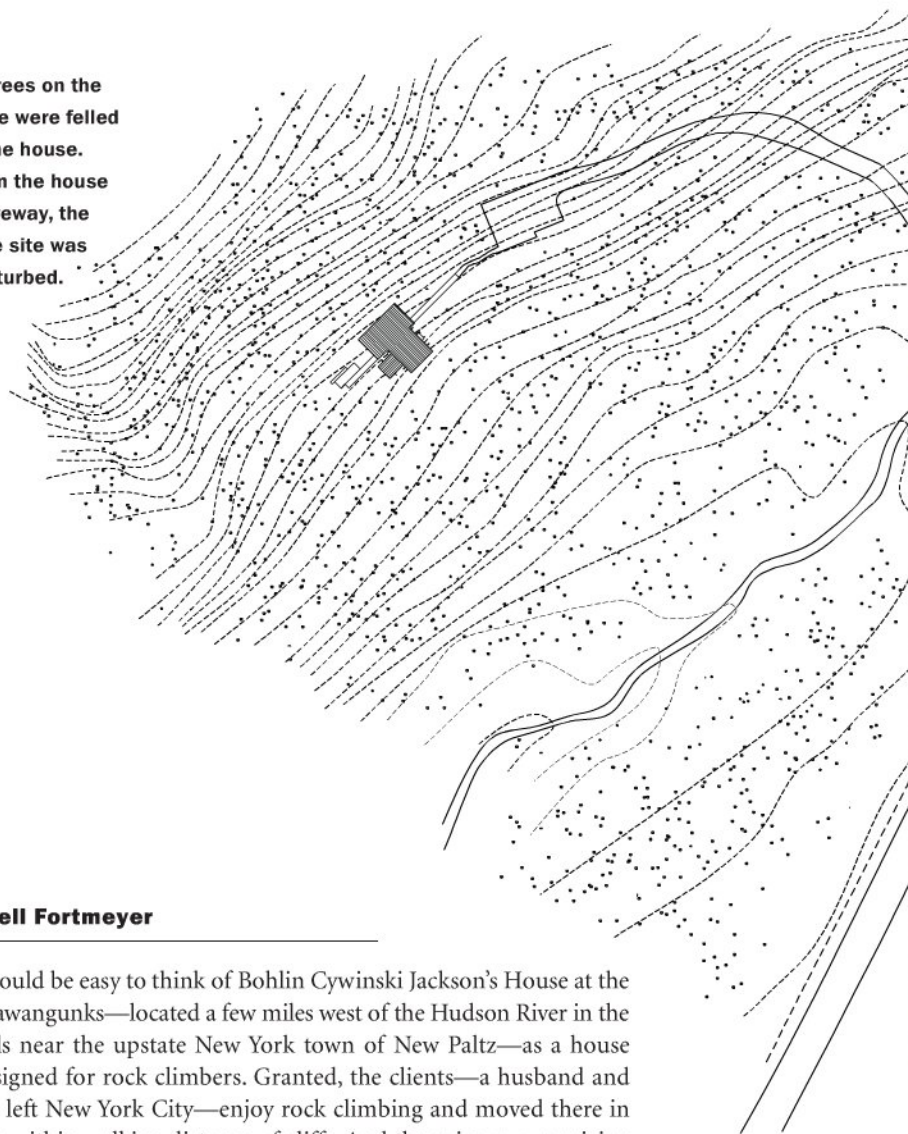 rees on the
e were felled
ne house.
n the house
eway, the
e site was
turbed.
ell Fortmeyer
ould be easy to think of Bohlin Cywinski Jackson's House at the
awangunks—located a few miles west of the Hudson River in the
ls near the upstate New York town of New Paltz—as a house
signed for rock climbers. Granted, the clients—a husband and
left New York City—enjoy rock climbing and moved there in